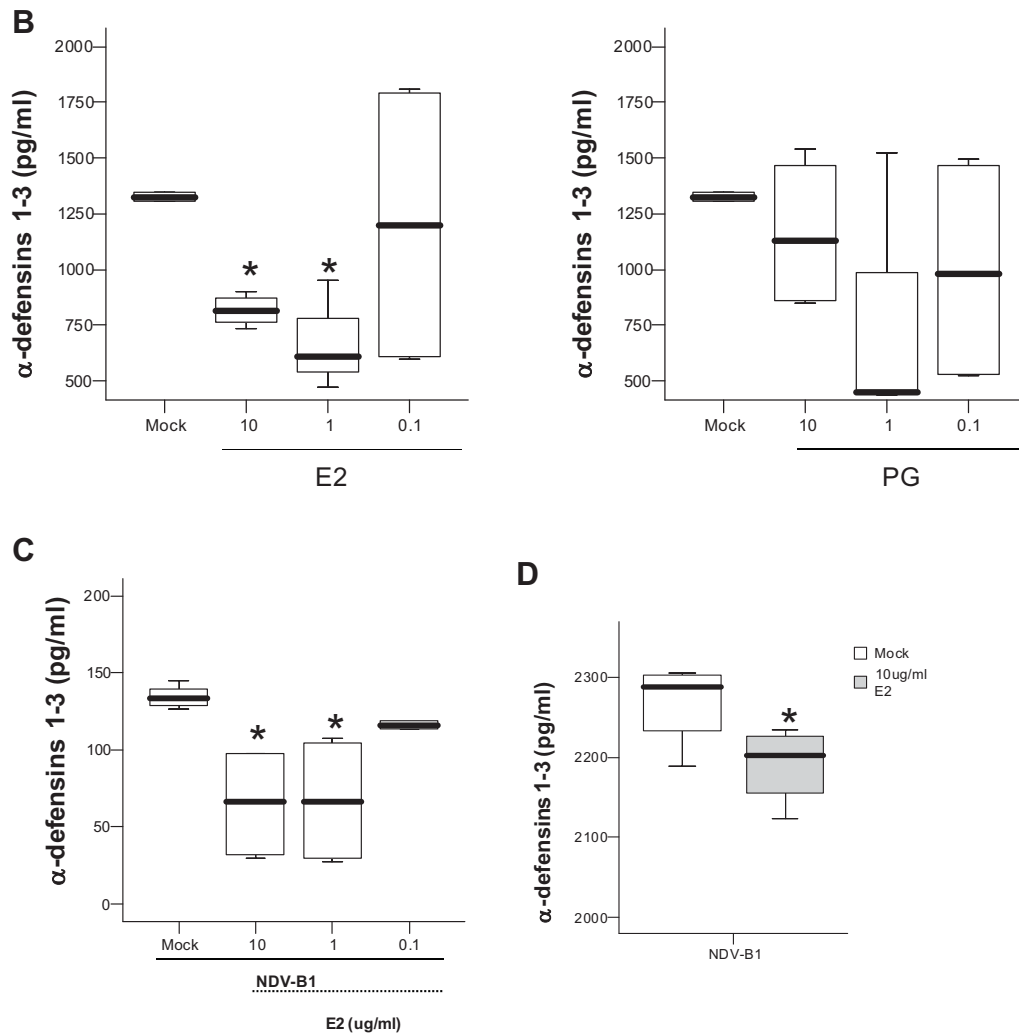 B
α-defensins 1-3 (pg/ml)
2000
1750
1500
1250
1000
750
500
*
*
Mock
10
1
0.1
E2
α-defensins 1-3 (pg/ml)
2000
1750
1500
1250
1000
750
500
Mock
10
1
0.1
PG
C
α-defensins 1-3 (pg/ml)
200
150
100
50
0
*
*
Mock
10
1
0.1
NDV-B1
E2 (ug/ml)
D
α-defensins 1-3 (pg/ml)
2300
2200
2100
2000
*
NDV-B1
Mock
10ug/ml
E2